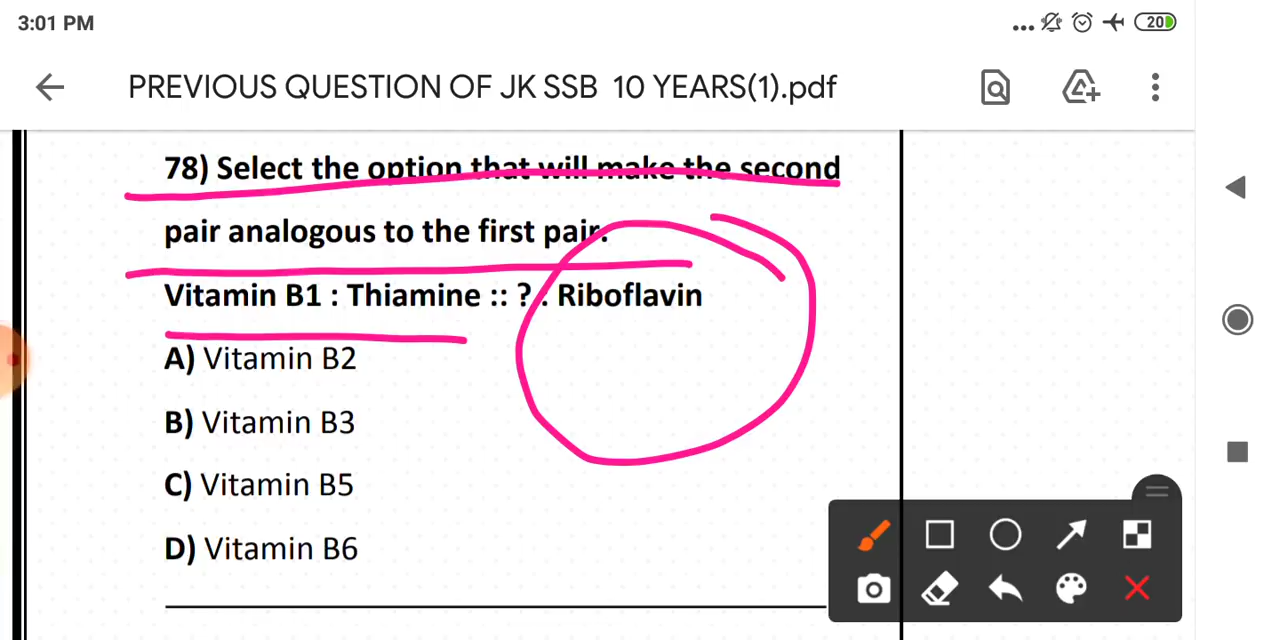 3:01 PM
20
PREVIOUS QUESTION OF JK SSB 10 YEARS(1).pdf
78) Select the option that will make the second
pair analogous to the first pair.
Vitamin B1 : Thiamine :: ? : Riboflavin
A) Vitamin B2
B) Vitamin B3
C) Vitamin B5
D) Vitamin B6